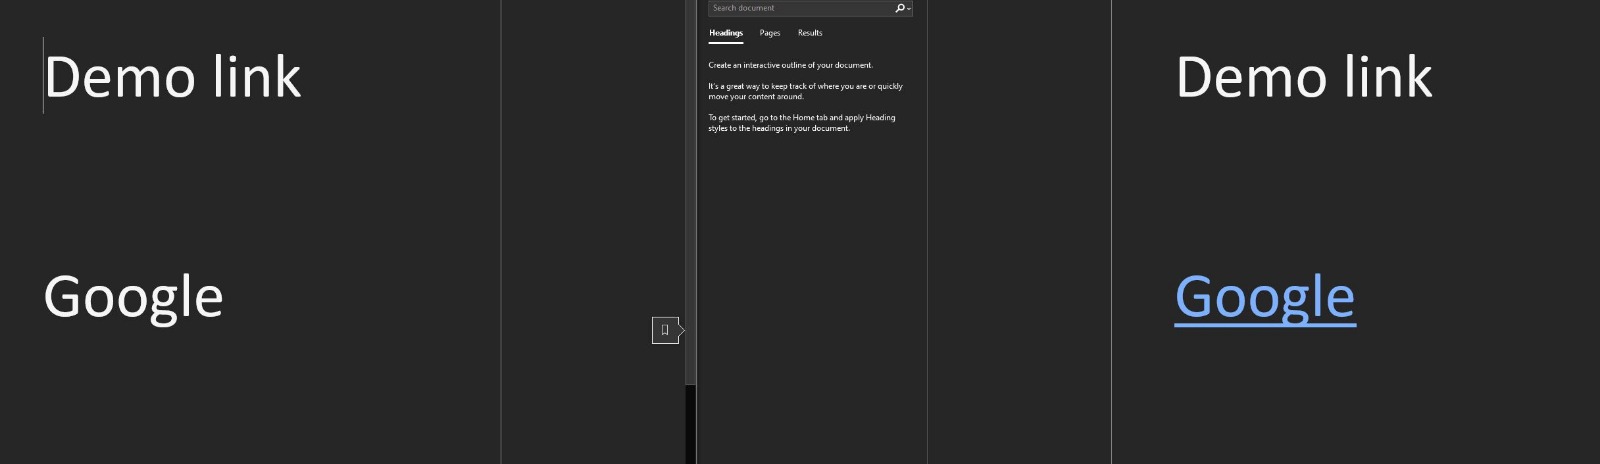 Demo link
Google
Search document
Headings Pages Results
Create an interactive outline of your document.
It's a great way to keep track of where you are or quickly
move your content around.
To get started, go to the Home tab and apply Heading
styles to the headings in your document.
Demo link
Google